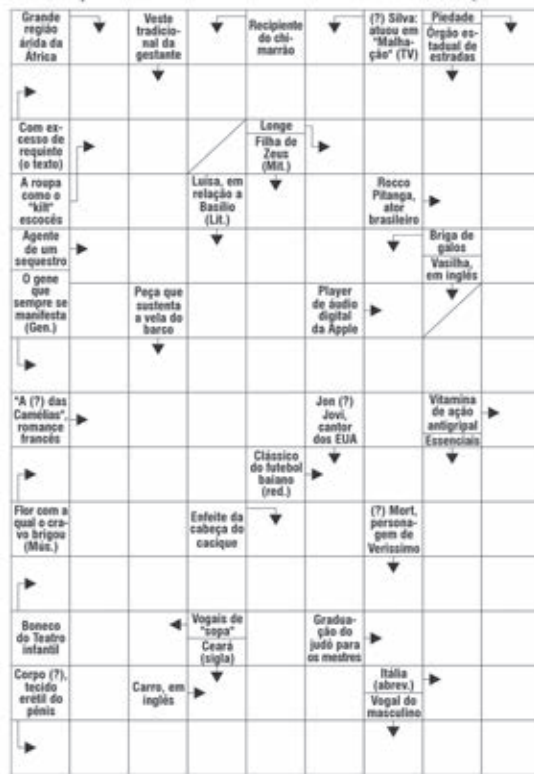 Grande
região
árida da
África
Veste
tradicio-
nal da
gestante
Recipiente
do chi-
marrão
(?) Silva:
atuou em
"Malha-
ção" (TV)
Piedade
Órgão es-
tadual de
estradas
Com ex-
cesso de
requinte
(o texto)
Longe
Filha de
Zeus
(Mit.)
A roupa
como o
"kilt"
escocês
Luísa, em
relação a
Basílio
(Lit.)
Rocco
Pitanga,
ator
brasileiro
Agente
de um
sequestro
Briga de
galos
Vasilha,
em inglês
O gene
que
sempre se
manifesta
(Gen.)
Peça que
sustenta
a vela do
barco
Player
de áudio
digital
da Apple
"A (?) das
Camélias",
romance
francês
Jon (?)
Jovi,
cantor
dos EUA
Vitamina
de ação
antigripal
Essenciais
Clássico
do futebol
baiano
(red.)
Flor com a
qual o cra-
vo brigou
(Mús.)
Enfeite da
cabeça do
cacique
(?) Mort,
persona-
gem de
Verissimo
Boneco
do Teatro
infantil
Vogais de
"sopa"
Ceará
(sigla)
Gradua-
ção do
judô para
os mestres
Corpo (?),
tecido
erétil do
pênis
Carro, em
inglês
Itália
(abrev.)
Vogal do
masculino